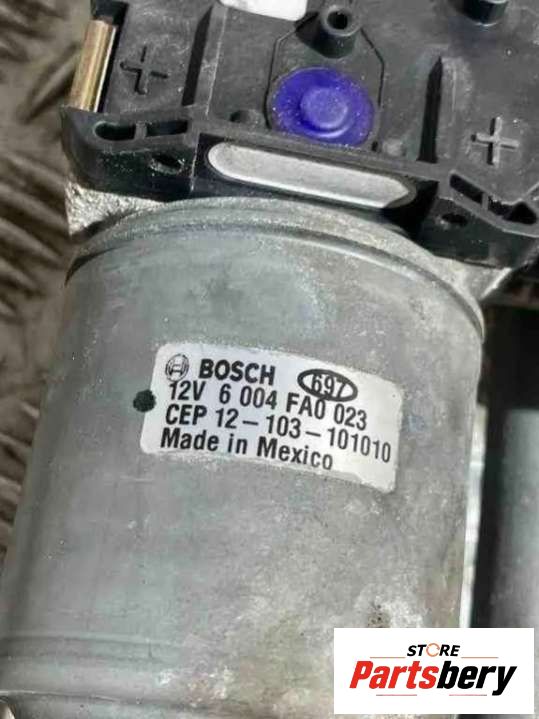 BOSCH 697
12V 6 004 FA0 023
CEP 12-103-101010
Made in Mexico
STORE
Partsbery